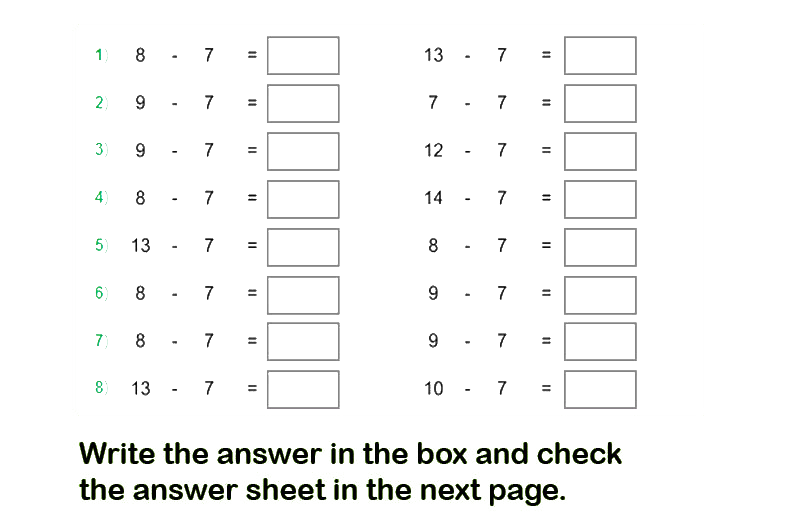 1) 8 - 7 = 13 - 7 =
2) 9 - 7 = 7 - 7 =
3) 9 - 7 = 12 - 7 =
4) 8 - 7 = 14 - 7 =
5) 13 - 7 = 8 - 7 =
6) 8 - 7 = 9 - 7 =
7) 8 - 7 = 9 - 7 =
8) 13 - 7 = 10 - 7 =
Write the answer in the box and check
the answer sheet in the next page.